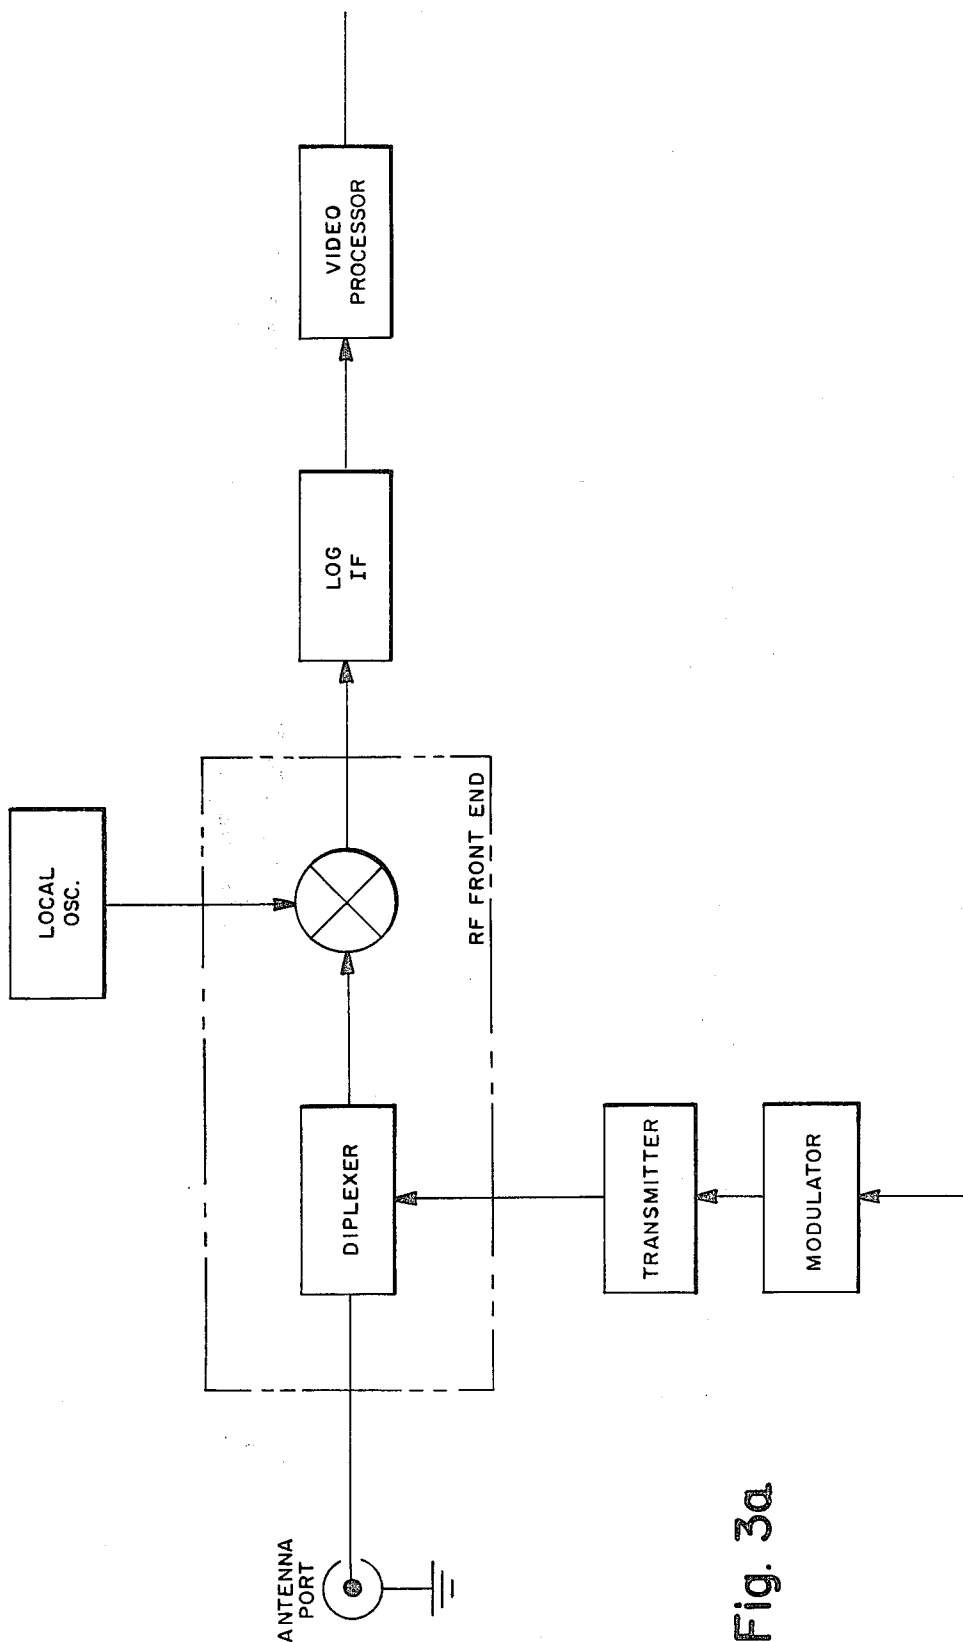 LOCAL
OSC.
ANTENNA
PORT
DIPLEXER
RF FRONT END
LOG
IF
VIDEO
PROCESSOR
TRANSMITTER
MODULATOR
Fig. 3a